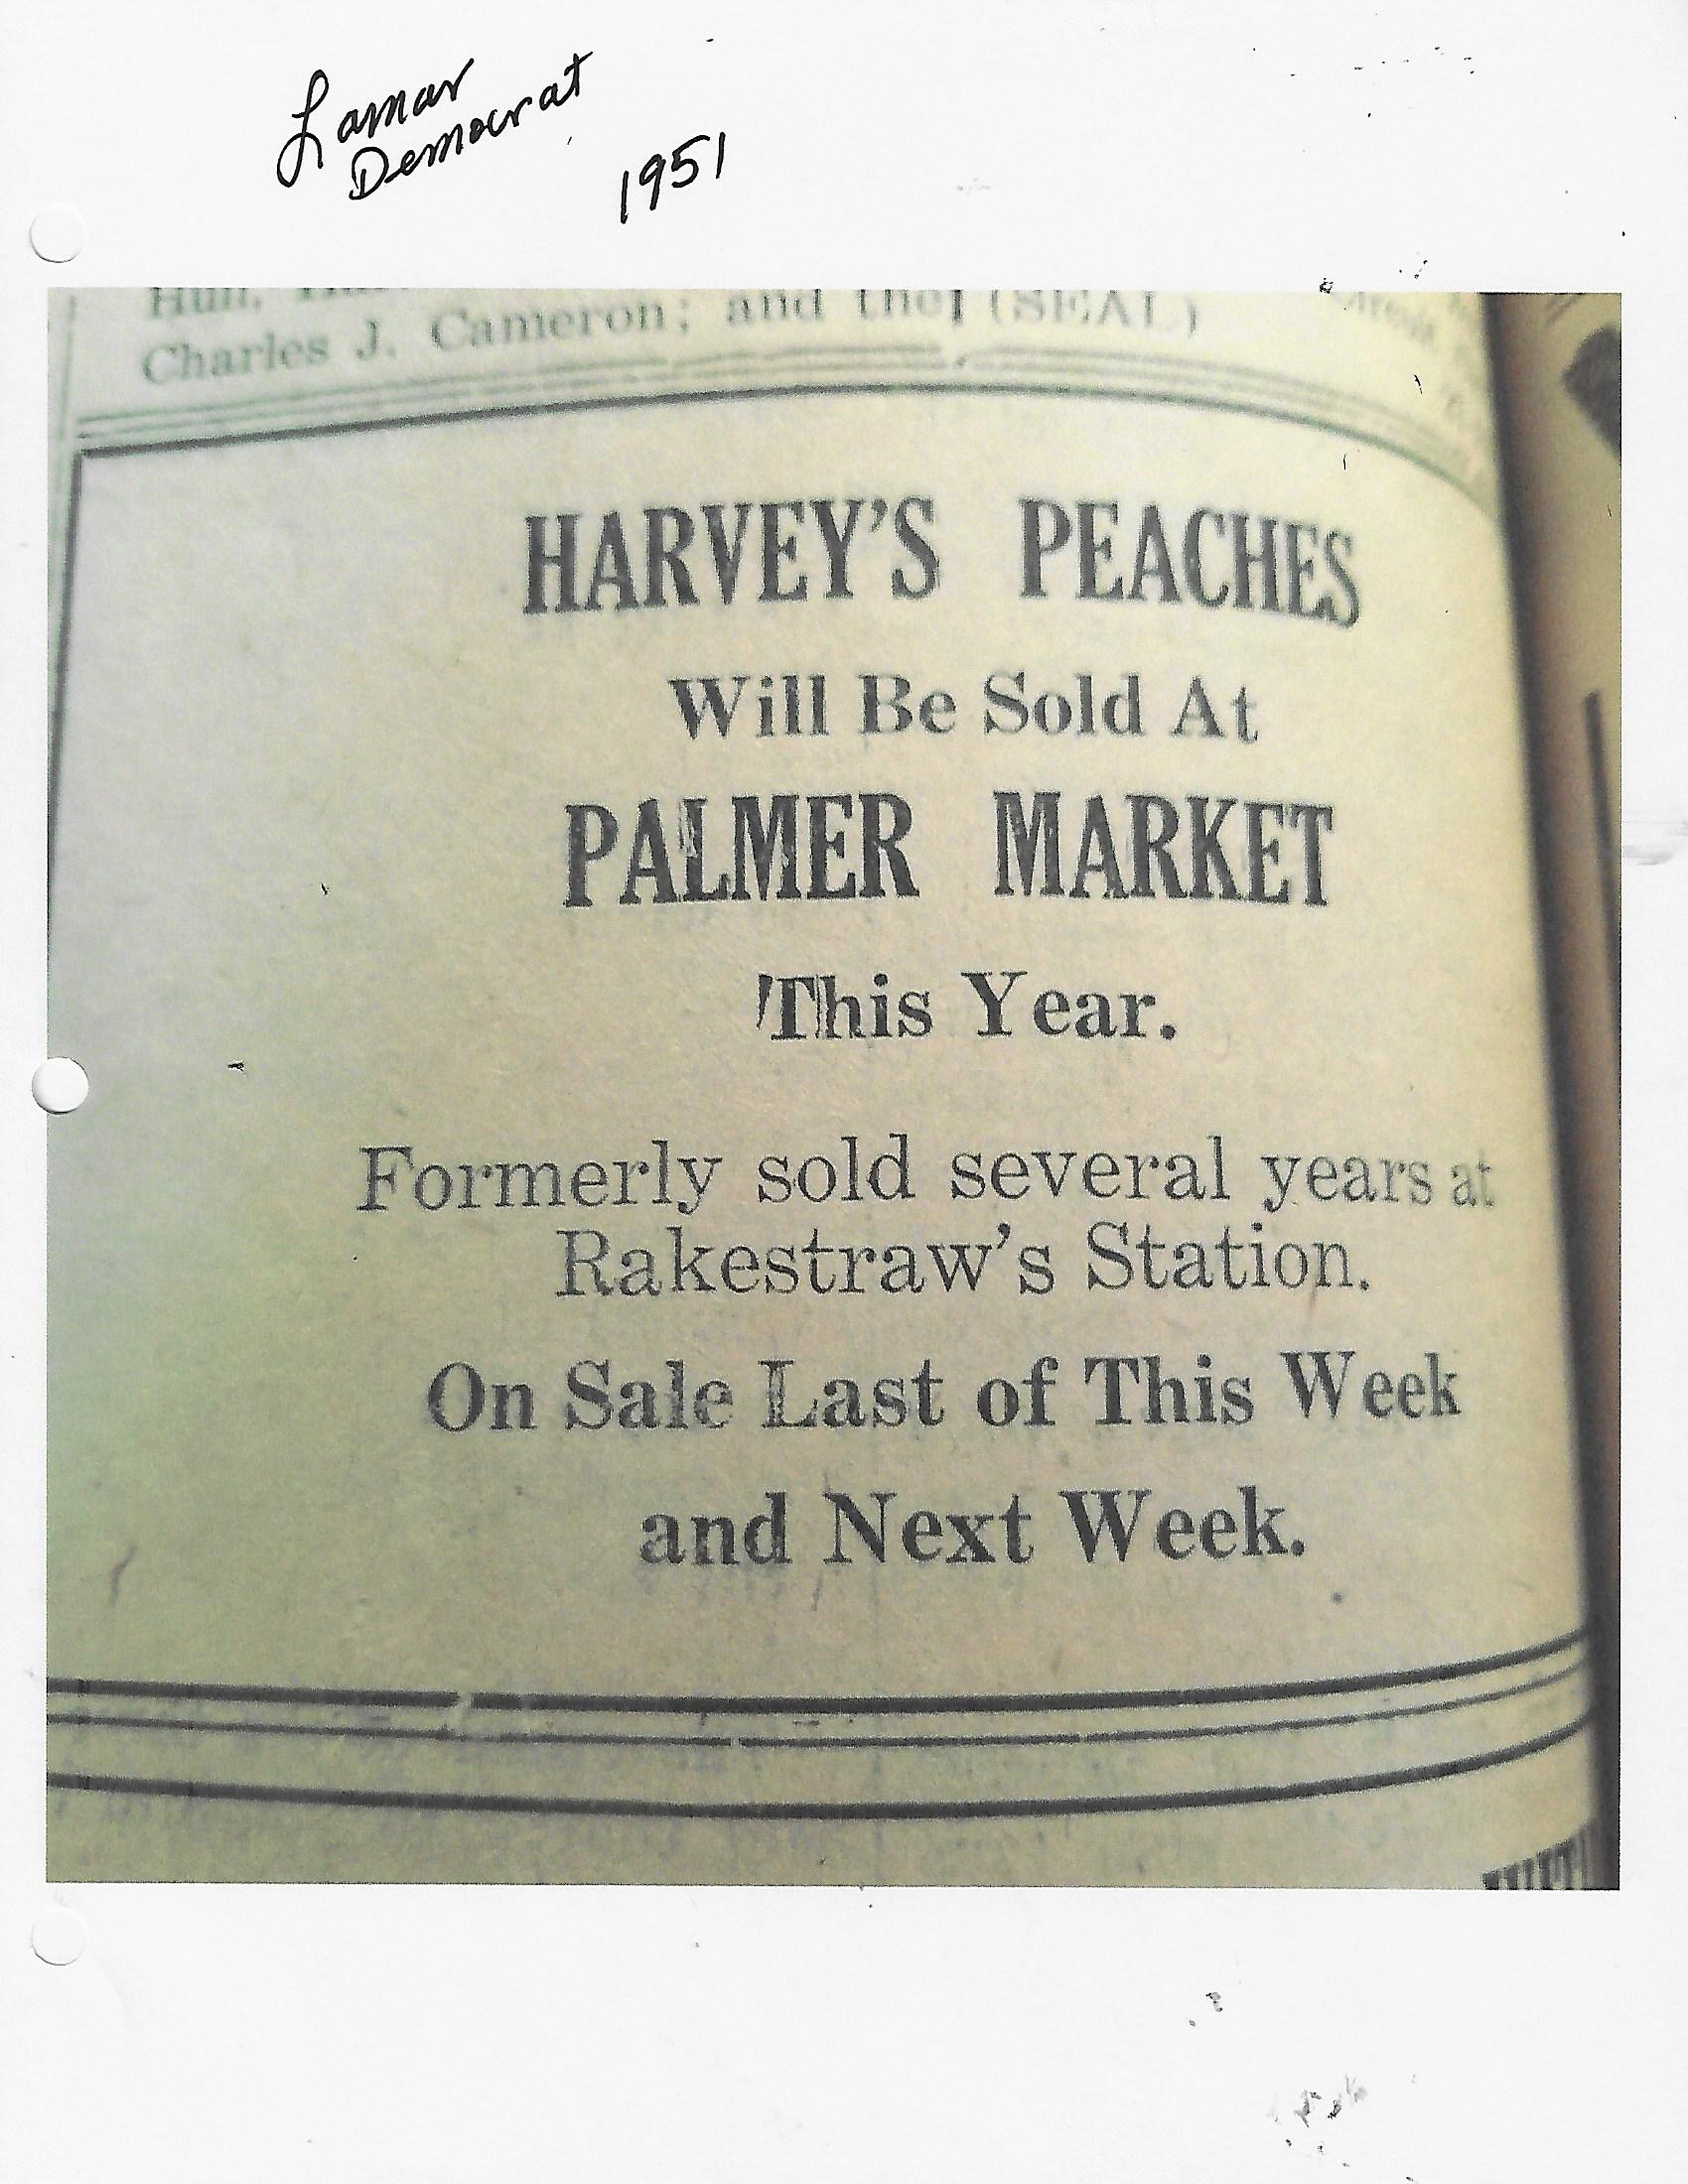 Lamar
Democrat
1951
Charles J. Cameron; and the (SEAL)
HARVEY'S PEACHES
Will Be Sold At
PALMER MARKET
This Year.
Formerly sold several years at
Rakestraw's Station.
On Sale Last of This Week
and Next Week.